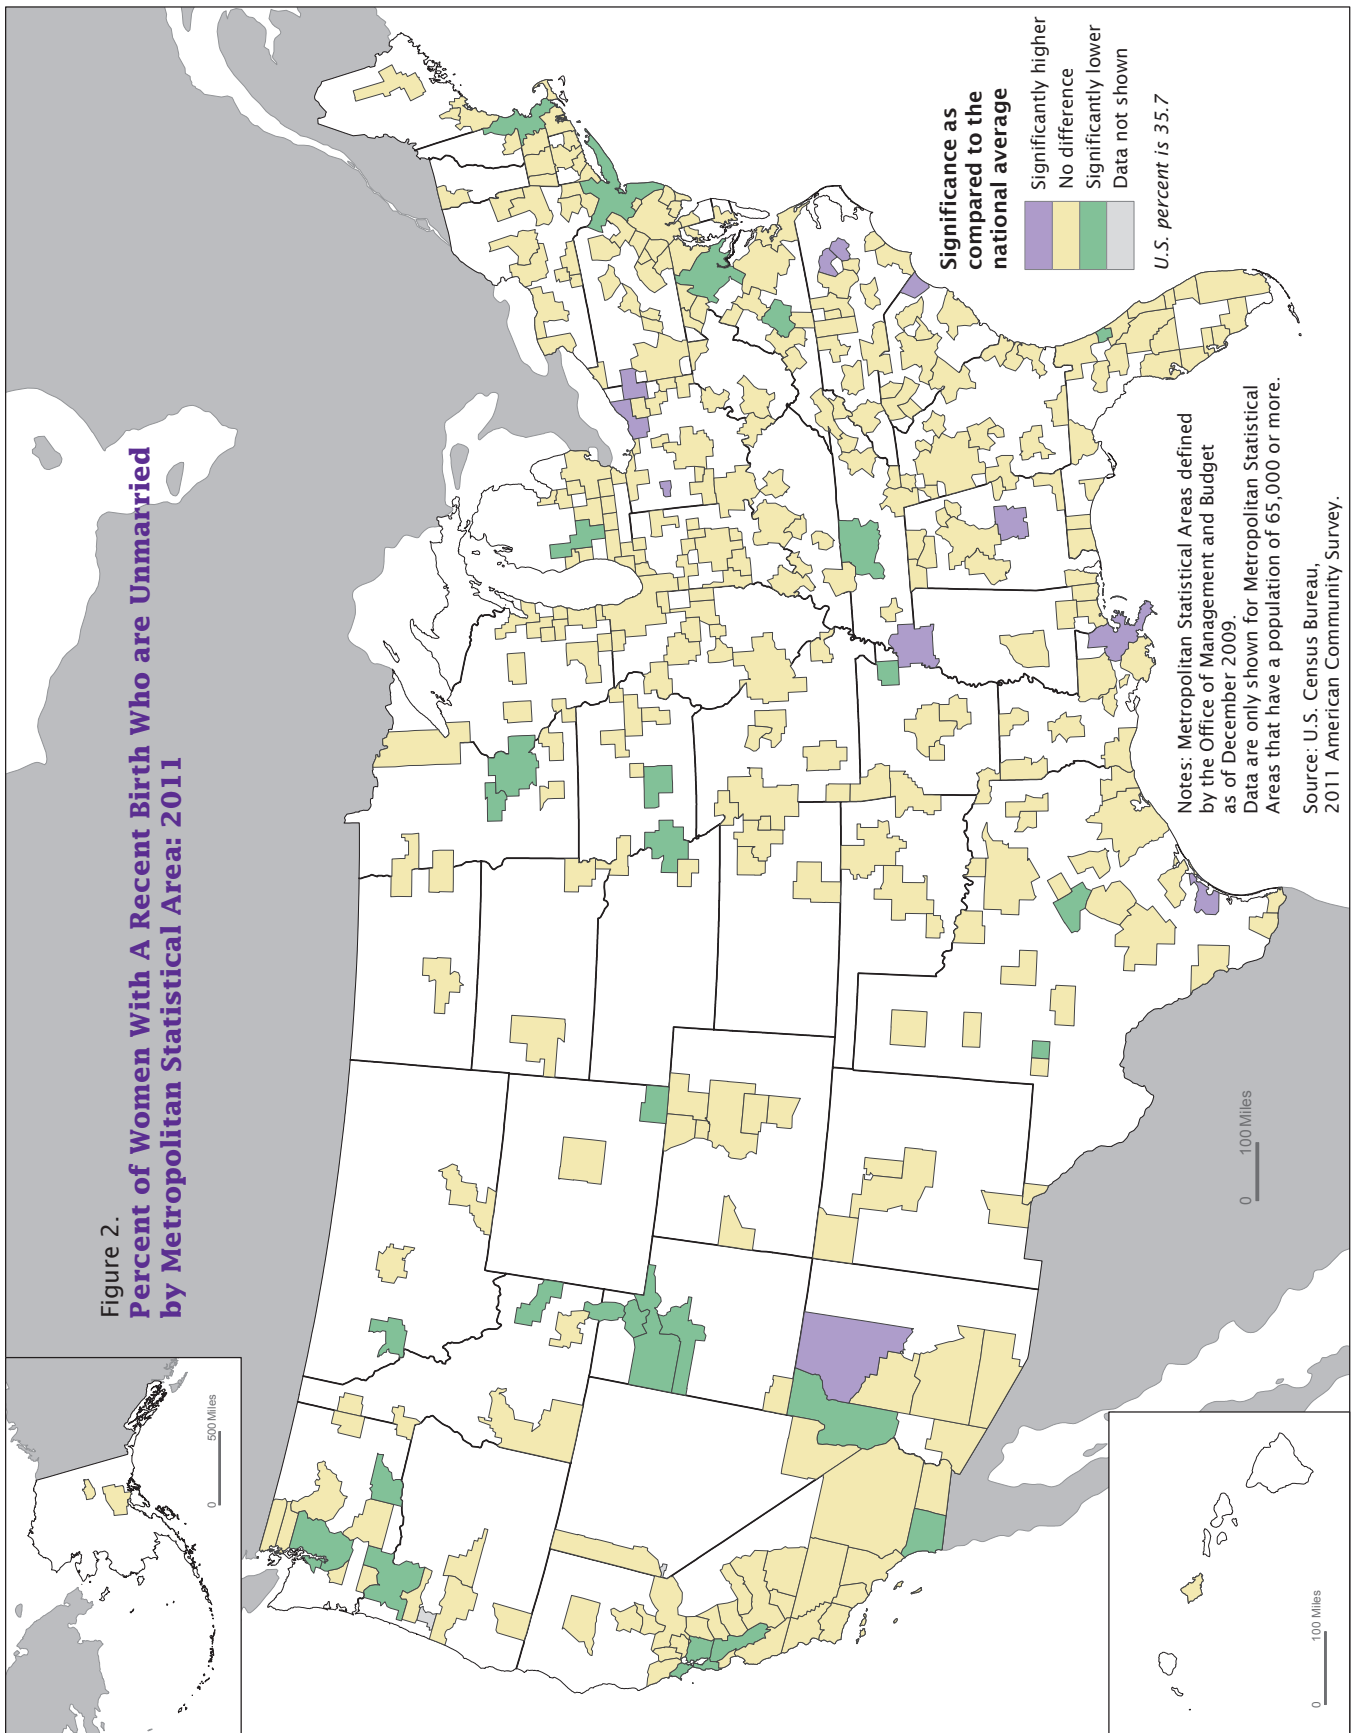 Figure 2.
Percent of Women With A Recent Birth Who are Unmarried
by Metropolitan Statistical Area: 2011
Significance as
compared to the
national average
Significantly higher
No difference
Significantly lower
Data not shown
U.S. percent is 35.7
Notes: Metropolitan Statistical Areas defined
by the Office of Management and Budget
as of December 2009.
Data are only shown for Metropolitan Statistical
Areas that have a population of 65,000 or more.
Source: U.S. Census Bureau,
2011 American Community Survey.
0 500 Miles
0 100 Miles
0 100 Miles